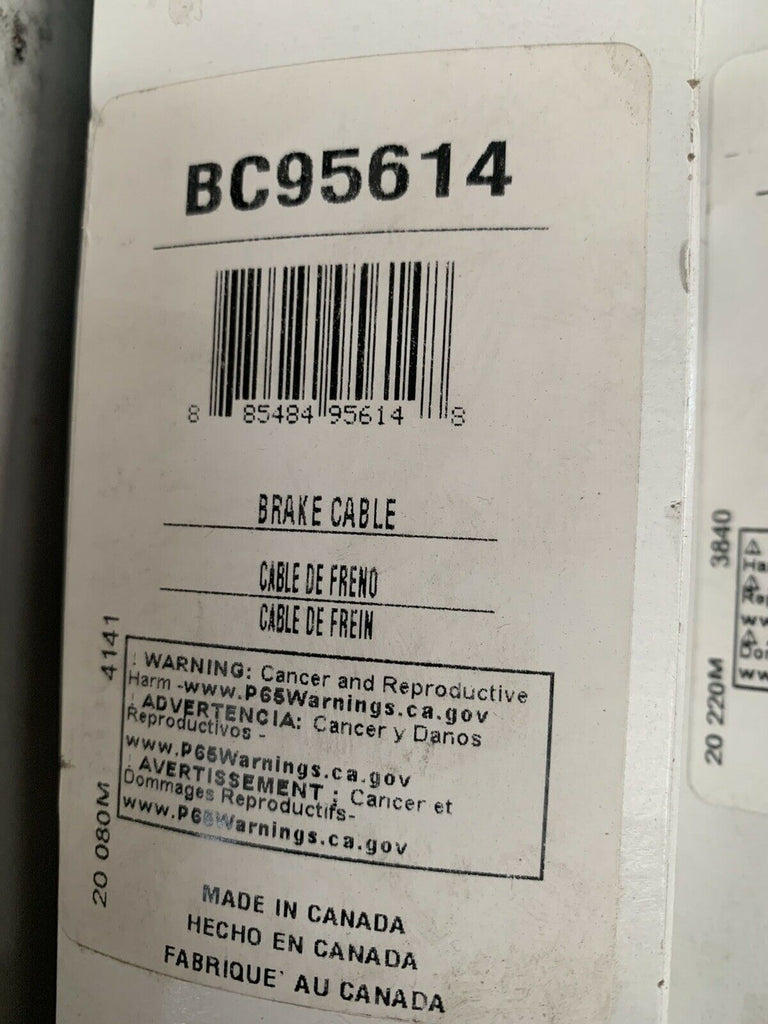 BC95614
8 85484 95614 8
BRAKE CABLE
CABLE DE FRENO
CABLE DE FREIN
! WARNING: Cancer and Reproductive
Harm -www.P65Warnings.ca.gov
! ADVERTENCIA: Cancer y Danos
Reproductivos -
www.P65Warnings.ca.gov
! AVERTISSEMENT : Cancer et
Dommages Reproductifs-
www.P65Warnings.ca.gov
20 080M 4141
MADE IN CANADA
HECHO EN CANADA
FABRIQUE' AU CANADA
20 220M 3840